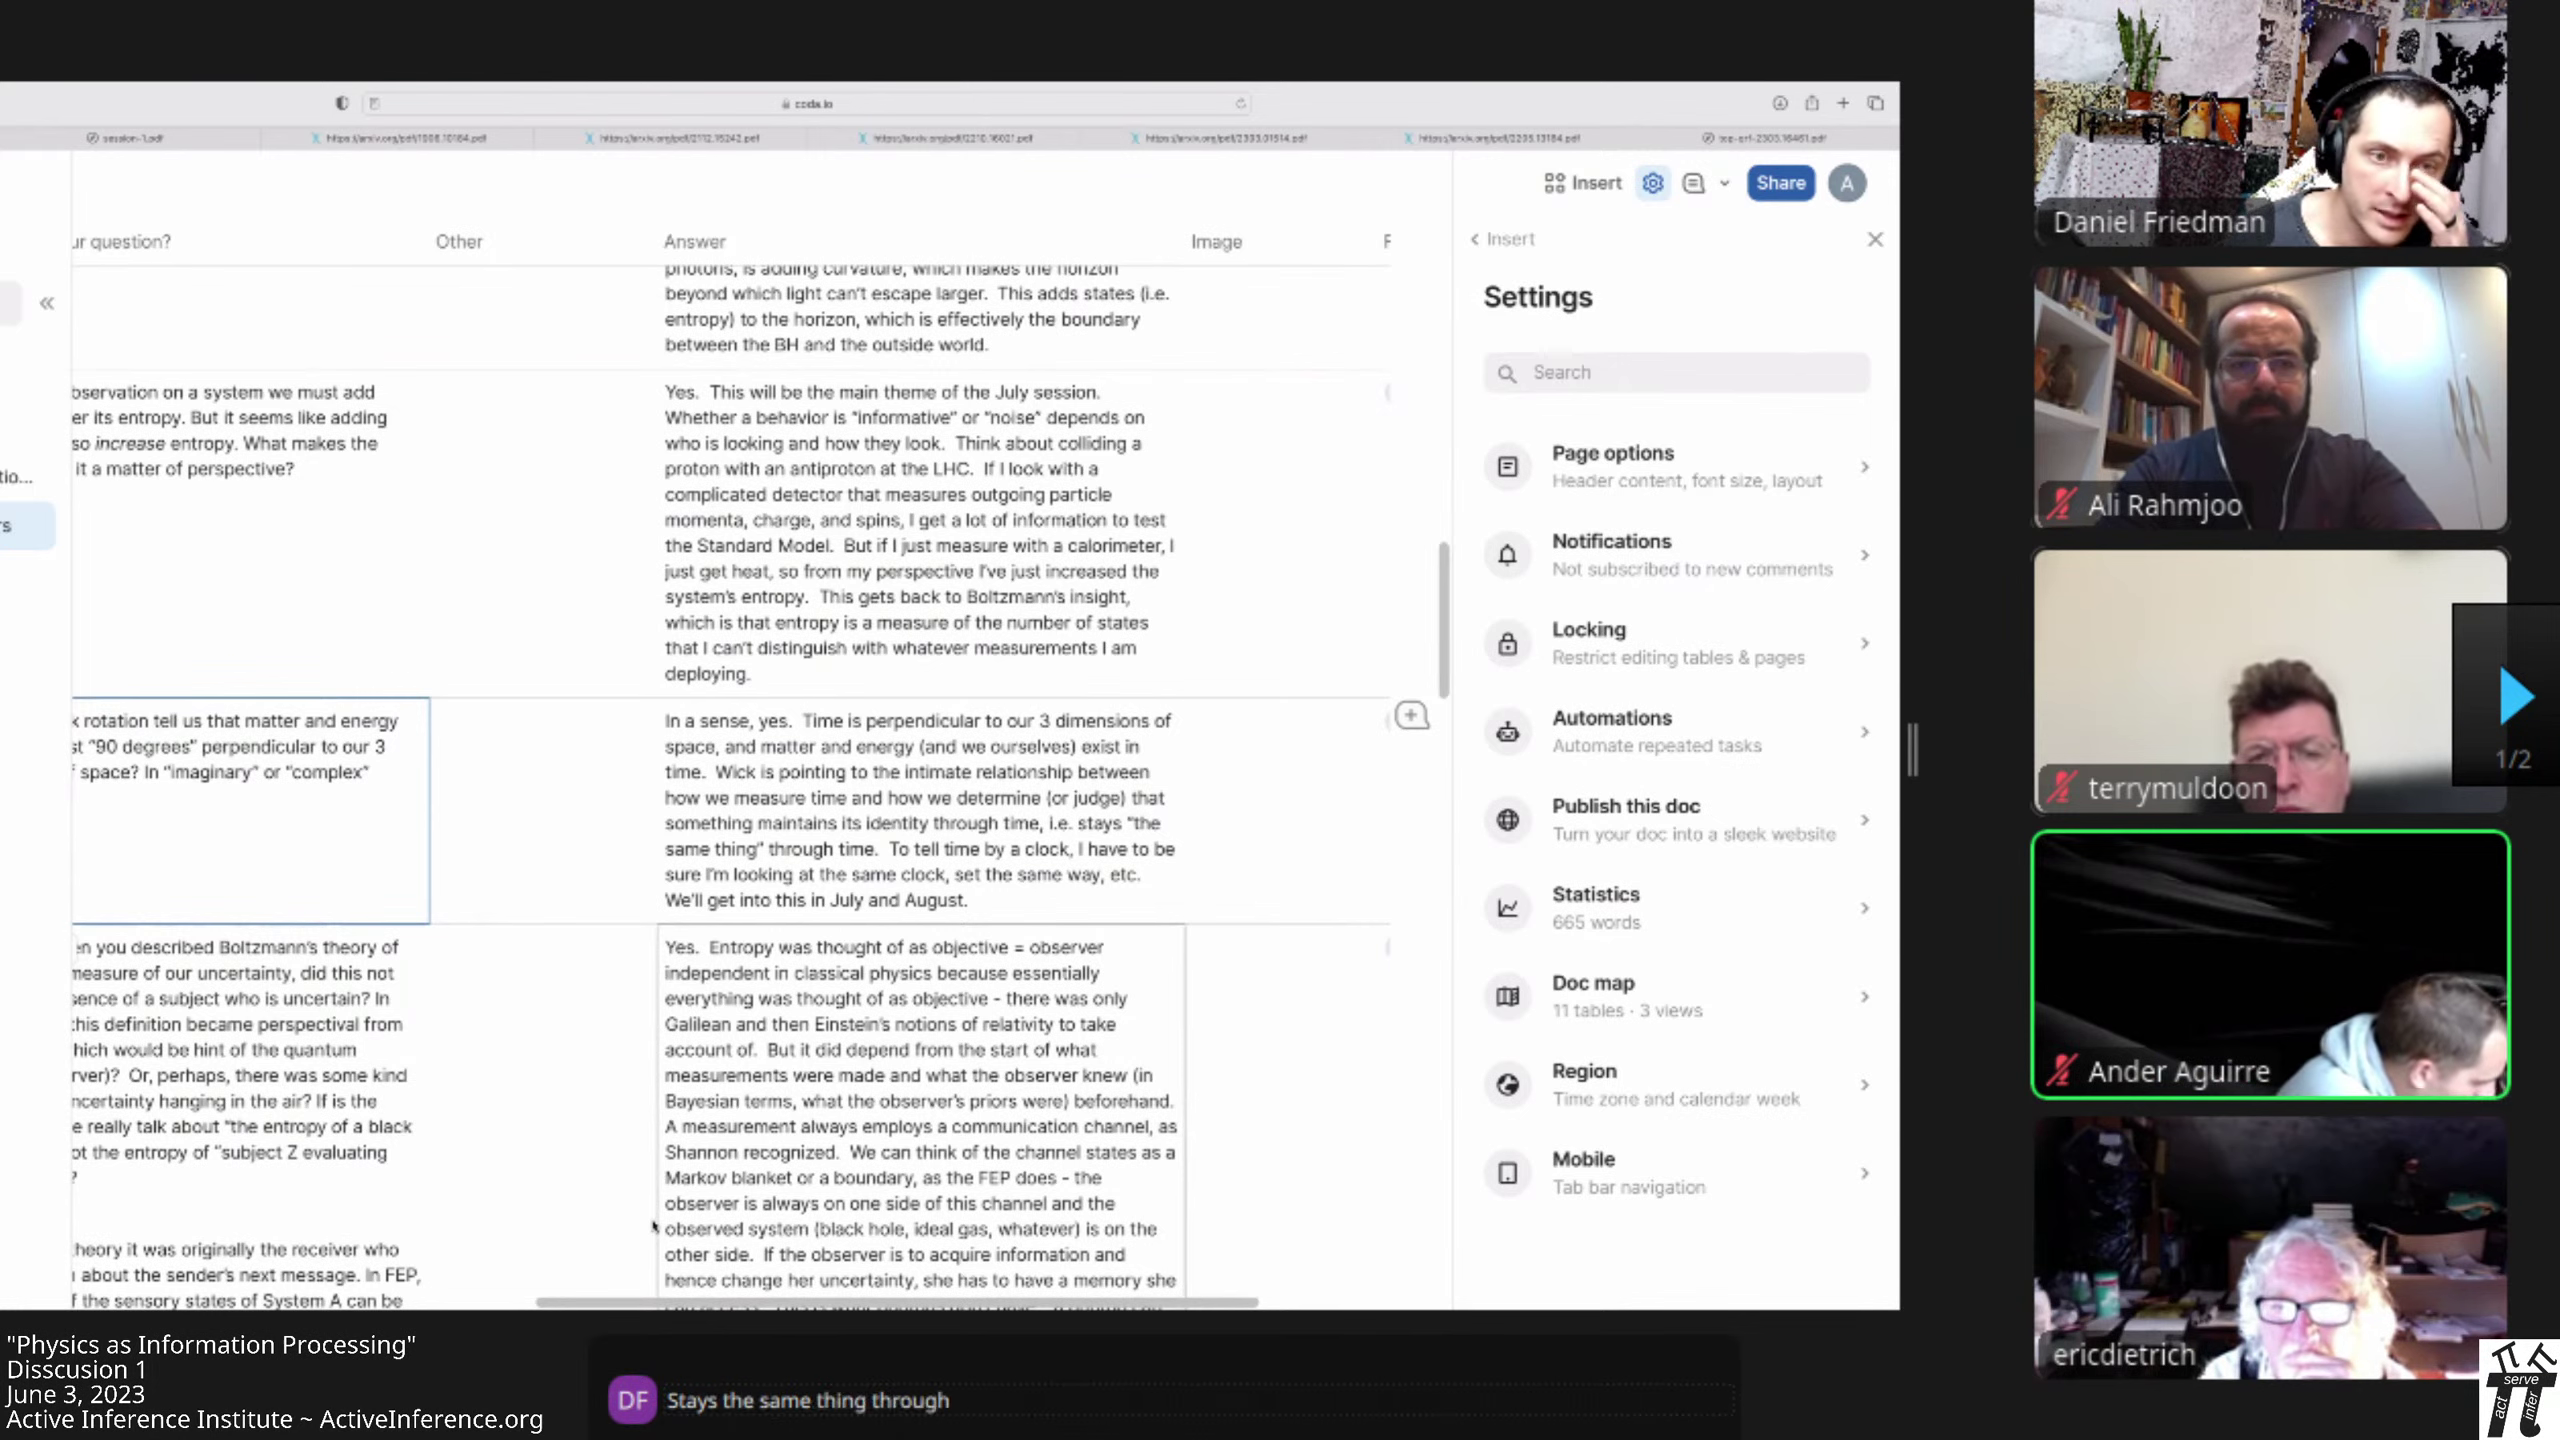 coda.io
session-1.pdf
https://arxiv.org/pdf/2112.15242.pdf
https://arxiv.org/pdf/2210.16021.pdf
https://arxiv.org/pdf/2303.01514.pdf
https://arxiv.org/pdf/2205.13184.pdf
Insert
Share
A
ur question?
Other
Answer
Image
F
photons, is adding curvature, which makes the horizon
beyond which light can't escape larger.  This adds states (i.e.
entropy) to the horizon, which is effectively the boundary
between the BH and the outside world.
bservation on a system we must add
er its entropy. But it seems like adding
so increase entropy. What makes the
it a matter of perspective?
Yes.  This will be the main theme of the July session.
Whether a behavior is "informative" or "noise" depends on
who is looking and how they look.  Think about colliding a
proton with an antiproton at the LHC.  If I look with a
complicated detector that measures outgoing particle
momenta, charge, and spins, I get a lot of information to test
the Standard Model.  But if I just measure with a calorimeter, I
just get heat, so from my perspective I've just increased the
system's entropy.  This gets back to Boltzmann's insight,
which is that entropy is a measure of the number of states
that I can't distinguish with whatever measurements I am
deploying.
k rotation tell us that matter and energy
st "90 degrees" perpendicular to our 3
f space? In "imaginary" or "complex"
In a sense, yes.  Time is perpendicular to our 3 dimensions of
space, and matter and energy (and we ourselves) exist in
time.  Wick is pointing to the intimate relationship between
how we measure time and how we determine (or judge) that
something maintains its identity through time, i.e. stays "the
same thing" through time.  To tell time by a clock, I have to be
sure I'm looking at the same clock, set the same way, etc.
We'll get into this in July and August.
en you described Boltzmann's theory of
measure of our uncertainty, did this not
sence of a subject who is uncertain? In
this definition became perspectival from
hich would be hint of the quantum
rver)?  Or, perhaps, there was some kind
ncertainty hanging in the air? If is the
e really talk about "the entropy of a black
ot the entropy of "subject Z evaluating
?
heory it was originally the receiver who
about the sender's next message. In FEP,
f the sensory states of System A can be
Yes.  Entropy was thought of as objective = observer
independent in classical physics because essentially
everything was thought of as objective - there was only
Galilean and then Einstein's notions of relativity to take
account of.  But it did depend from the start of what
measurements were made and what the observer knew (in
Bayesian terms, what the observer's priors were) beforehand.
A measurement always employs a communication channel, as
Shannon recognized.  We can think of the channel states as a
Markov blanket or a boundary, as the FEP does - the
observer is always on one side of this channel and the
observed system (black hole, ideal gas, whatever) is on the
other side.  If the observer is to acquire information and
hence change her uncertainty, she has to have a memory she
tio...
rs
Insert
Settings
Search
Page options
Header content, font size, layout
Notifications
Not subscribed to new comments
Locking
Restrict editing tables & pages
Automations
Automate repeated tasks
Publish this doc
Turn your doc into a sleek website
Statistics
665 words
Doc map
11 tables · 3 views
Region
Time zone and calendar week
Mobile
Tab bar navigation
Daniel Friedman
Ali Rahmjoo
terrymuldoon
1/2
Ander Aguirre
ericdietrich
"Physics as Information Processing"
Disscusion 1
June 3, 2023
Active Inference Institute ~ ActiveInference.org
DF
Stays the same thing through
serve
act
infer